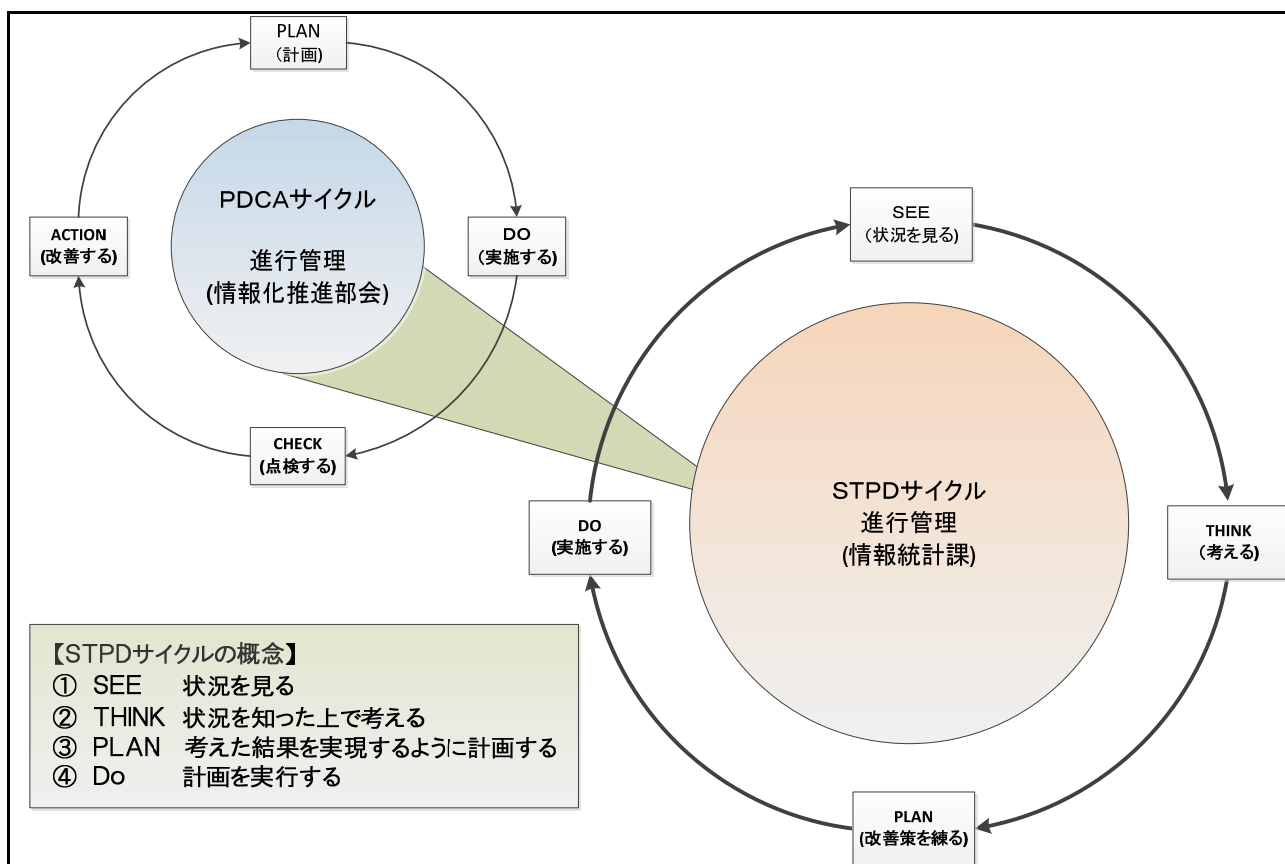 PLAN
(計画)
PDCAサイクル
進行管理
(情報化推進部会)
ACTION
(改善する)
DO
(実施する)
CHECK
(点検する)
SEE
(状況を見る)
STPDサイクル
進行管理
(情報統計課)
DO
(実施する)
THINK
(考える)
PLAN
(改善策を練る)
【STPDサイクルの概念】
① SEE 状況を見る
② THINK 状況を知った上で考える
③ PLAN 考えた結果を実現するように計画する
④ Do 計画を実行する